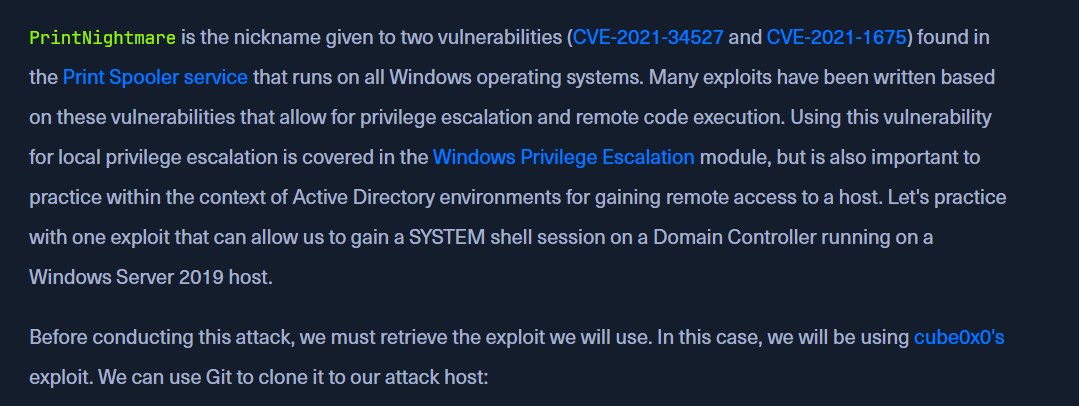 PrintNightmare is the nickname given to two vulnerabilities (CVE-2021-34527 and CVE-2021-1675) found in
the Print Spooler service that runs on all Windows operating systems. Many exploits have been written based
on these vulnerabilities that allow for privilege escalation and remote code execution. Using this vulnerability
for local privilege escalation is covered in the Windows Privilege Escalation module, but is also important to
practice within the context of Active Directory environments for gaining remote access to a host. Let's practice
with one exploit that can allow us to gain a SYSTEM shell session on a Domain Controller running on a
Windows Server 2019 host.
Before conducting this attack, we must retrieve the exploit we will use. In this case, we will be using cube0x0's
exploit. We can use Git to clone it to our attack host: